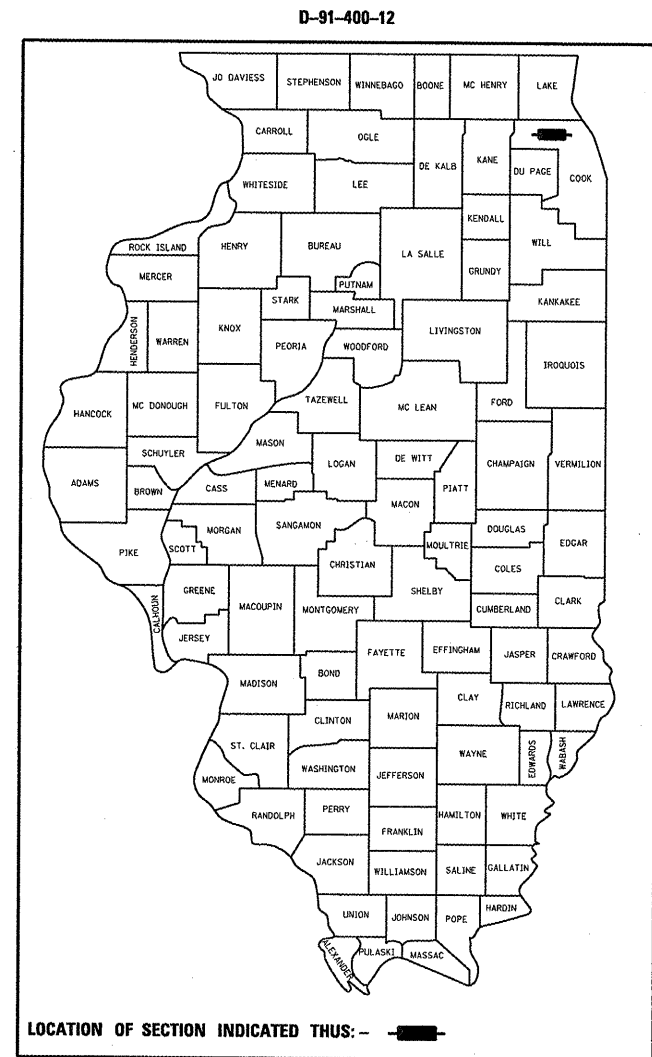 D-91-400-12
JO DAVIESS STEPHENSON WINNEBAGO BOONE MC HENRY LAKE
CARROLL OGLE
DE KALB KANE DU PAGE COOK
WHITESIDE LEE
KENDALL
ROCK ISLAND HENRY BUREAU LA SALLE WILL
MERCER PUTNAM GRUNDY
STARK MARSHALL KANKAKEE
HENDERSON WARREN KNOX PEORIA WOODFORD LIVINGSTON
IROQUOIS
HANCOCK MC DONOUGH FULTON TAZEWELL MC LEAN FORD
MASON
SCHUYLER LOGAN DE WITT CHAMPAIGN VERMILION
ADAMS BROWN CASS MENARD PIATT
MACON
MORGAN SANGAMON DOUGLAS
PIKE SCOTT CHRISTIAN MOULTRIE EDGAR
COLES
CALHOUN GREENE MACOUPIN MONTGOMERY SHELBY CLARK
CUMBERLAND
JERSEY
FAYETTE EFFINGHAM JASPER CRAWFORD
MADISON BOND
CLAY RICHLAND LAWRENCE
CLINTON MARION
ST. CLAIR WAYNE EDWARDS WABASH
WASHINGTON JEFFERSON
MONROE
RANDOLPH PERRY HAMILTON WHITE
FRANKLIN
JACKSON WILLIAMSON SALINE GALLATIN
UNION JOHNSON POPE HARDIN
ALEXANDER PULASKI MASSAC
LOCATION OF SECTION INDICATED THUS: -